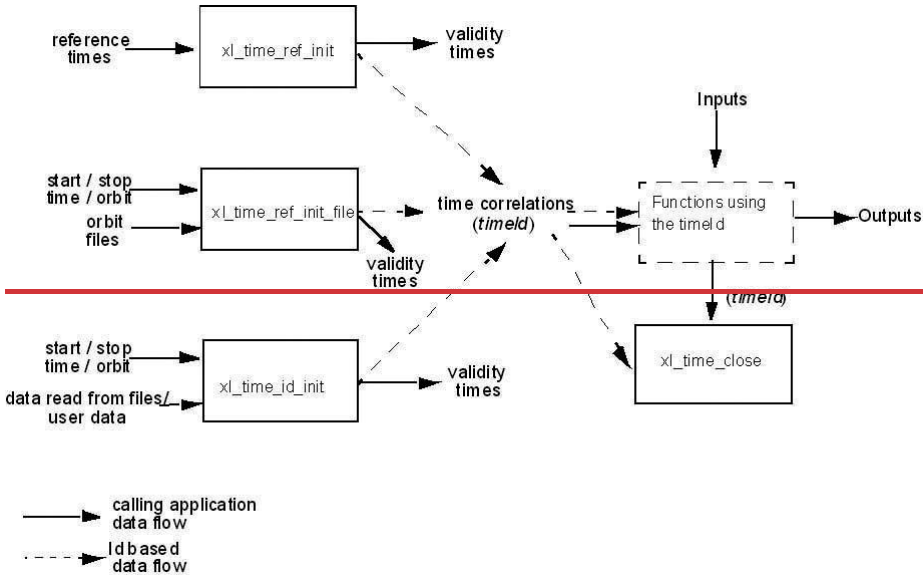 reference
times
xl_time_ref_init
validity
times
Inputs
start / stop
time / orbit
orbit
files
xl_time_ref_init_file
validity
times
time correlations
(timeId)
Functions using
the timeId
Outputs
(timeId)
start / stop
time / orbit
data read from files/
user data
xl_time_id_init
validity
times
xl_time_close
calling application
data flow
Id based
data flow